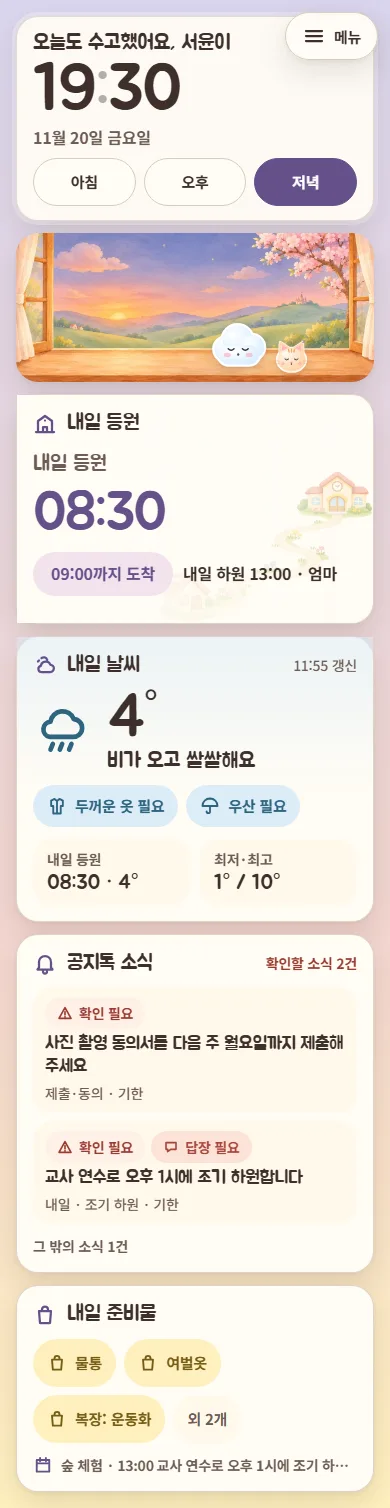 오늘도 수고했어요, 서윤이
메뉴
19:30
11월 20일 금요일
아침
오후
저녁
내일 등원
내일 등원
08:30
09:00까지 도착
내일 하원 13:00 · 엄마
내일 날씨
11:55 갱신
4°
비가 오고 쌀쌀해요
두꺼운 옷 필요
우산 필요
내일 등원
08:30 · 4°
최저·최고
1° / 10°
공지톡 소식
확인할 소식 2건
확인 필요
사진 촬영 동의서를 다음 주 월요일까지 제출해
주세요
제출·동의 · 기한
확인 필요
답장 필요
교사 연수로 오후 1시에 조기 하원합니다
내일 · 조기 하원 · 기한
그 밖의 소식 1건
내일 준비물
물통
여벌옷
복장: 운동화
외 2개
숲 체험 · 13:00 교사 연수로 오후 1시에 조기 하…